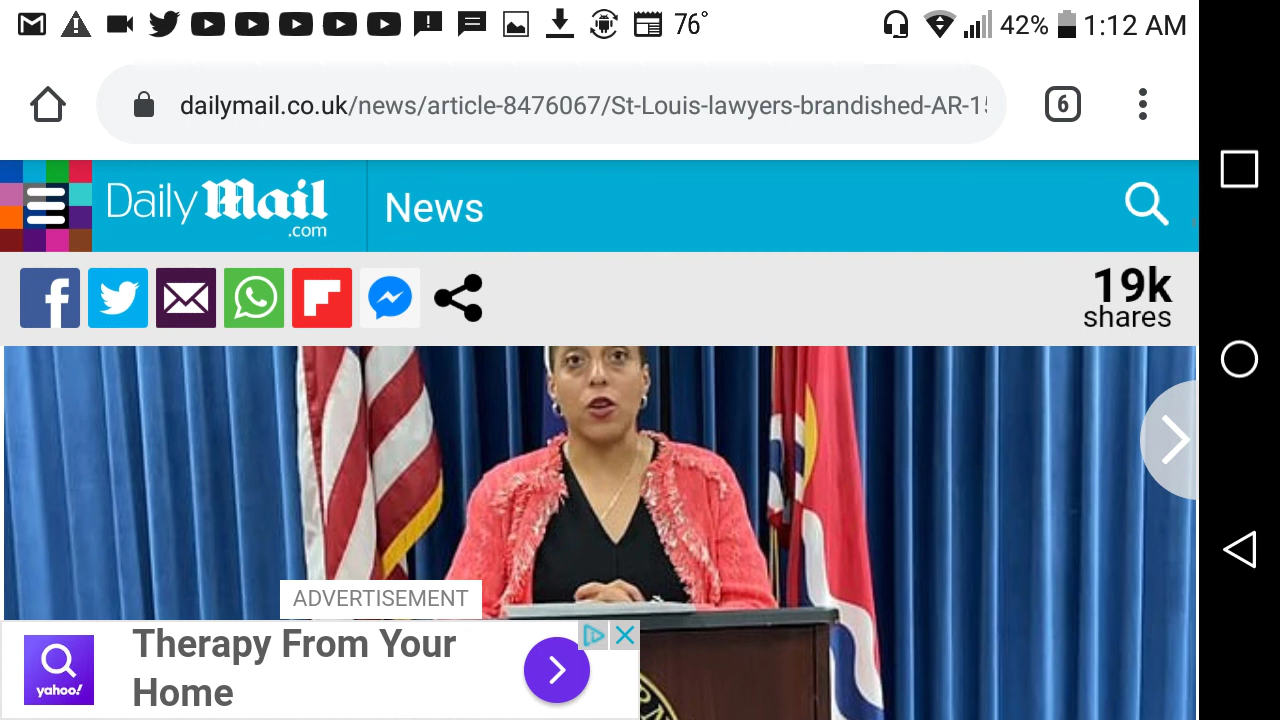 76°
42%
1:12 AM
dailymail.co.uk/news/article-8476067/St-Louis-lawyers-brandished-AR-15
6
Daily Mail
.com
News
19k
shares
ADVERTISEMENT
Therapy From Your
Home
yahoo!